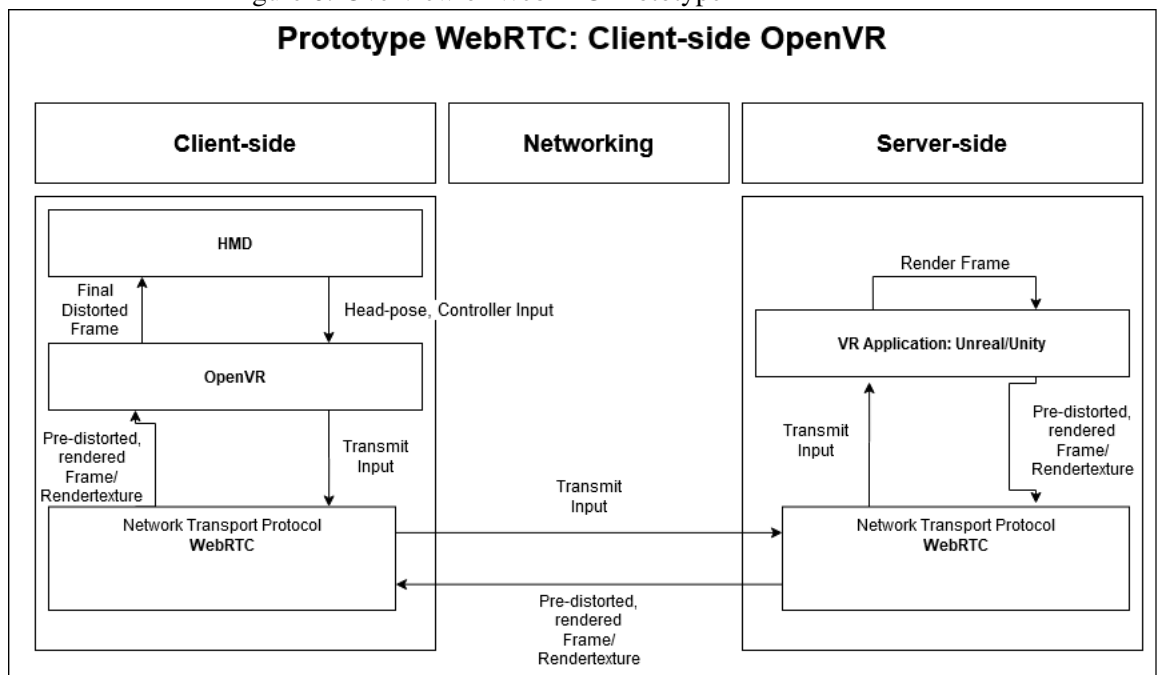 Prototype WebRTC: Client-side OpenVR
Client-side
Networking
Server-side
HMD
Final
Distorted
Frame
Head-pose, Controller Input
OpenVR
Pre-distorted,
rendered
Frame/
Rendertexture
Transmit
Input
Network Transport Protocol
WebRTC
Transmit
Input
Pre-distorted,
rendered
Frame/
Rendertexture
Render Frame
VR Application: Unreal/Unity
Transmit
Input
Pre-distorted,
rendered
Frame/
Rendertexture
Network Transport Protocol
WebRTC